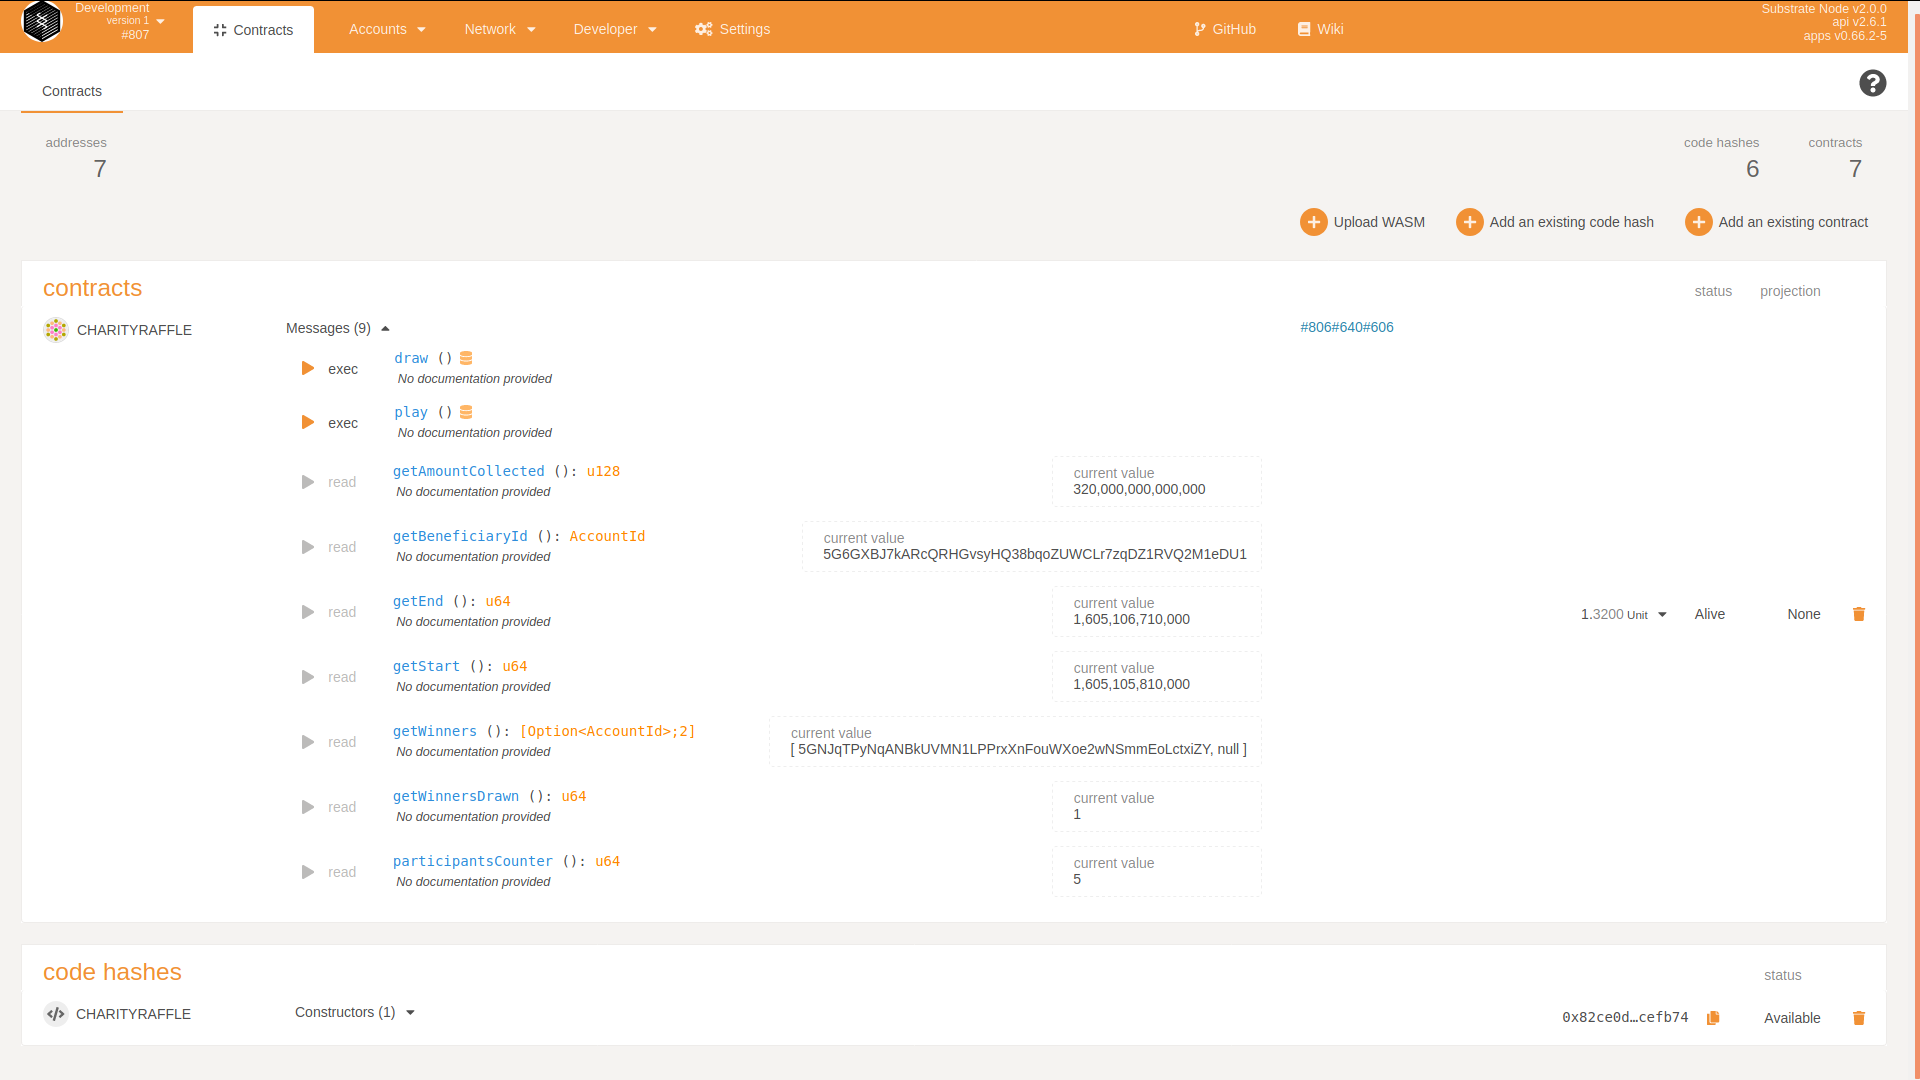 Development
version 1
#807
Contracts
Accounts
Network
Developer
Settings
GitHub
Wiki
Substrate Node v2.0.0
api v2.6.1
apps v0.66.2-5
Contracts
addresses
7
code hashes
6
contracts
7
Upload WASM
Add an existing code hash
Add an existing contract
contracts
status
projection
CHARITYRAFFLE
Messages (9)
#806#640#606
exec
draw ()
No documentation provided
exec
play ()
No documentation provided
read
getAmountCollected (): u128
No documentation provided
current value
320,000,000,000,000
read
getBeneficiaryId (): AccountId
No documentation provided
current value
5G6GXBJ7kARcQRHGvsyHQ38bqoZUWCLr7zqDZ1RVQ2M1eDU1
read
getEnd (): u64
No documentation provided
current value
1,605,106,710,000
1.3200 Unit
Alive
None
read
getStart (): u64
No documentation provided
current value
1,605,105,810,000
read
getWinners (): [Option<AccountId>;2]
No documentation provided
current value
[ 5GNJqTPyNqANBkUVMN1LPPrxXnFouWXoe2wNSmmEoLctxiZY, null ]
read
getWinnersDrawn (): u64
No documentation provided
current value
1
read
participantsCounter (): u64
No documentation provided
current value
5
code hashes
status
CHARITYRAFFLE
Constructors (1)
0x82ce0d…cefb74
Available